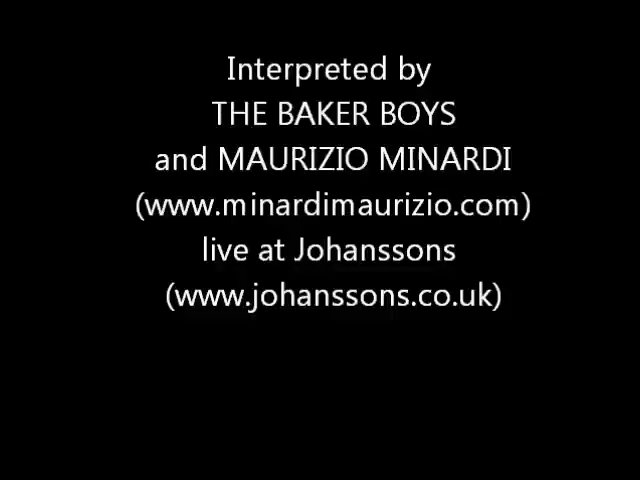 Interpreted by
THE BAKER BOYS
and MAURIZIO MINARDI
(www.minardimaurizio.com)
live at Johanssons
(www.johanssons.co.uk)